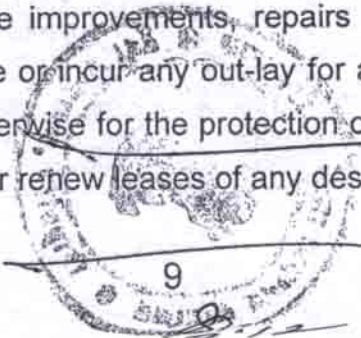 e improvements, repairs
e or incur any out-lay for a
erwise for the protection o
r renew leases of any des
9